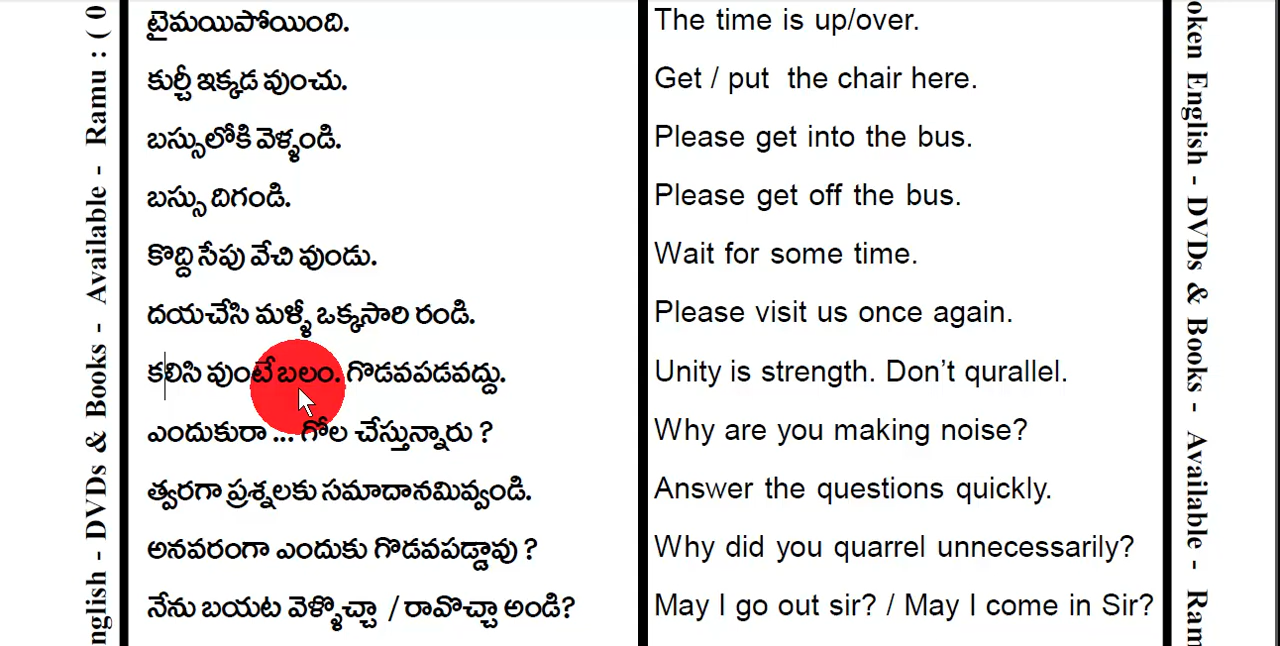 టైమయిపోయింది. The time is up/over.
కుర్చీ ఇక్కడ వుంచు. Get / put the chair here.
బస్సులోకి వెళ్ళండి. Please get into the bus.
బస్సు దిగండి. Please get off the bus.
కొద్ది సేపు వేచి వుండు. Wait for some time.
దయచేసి మళ్ళీ ఒక్కసారి రండి. Please visit us once again.
కలిసి వుంటే బలం. గొడవపడవద్దు. Unity is strength. Don't qurallel.
ఎందుకురా ... గోల చేస్తున్నారు ? Why are you making noise?
త్వరగా ప్రశ్నలకు సమాదానమివ్వండి. Answer the questions quickly.
అనవరంగా ఎందుకు గొడవపడ్డావు ? Why did you quarrel unnecessarily?
నేను బయట వెళ్ళొచ్చా / రావొచ్చా అండి? May I go out sir? / May I come in Sir?
nglish - DVDs & Books - Available - Ramu : ( 0
oken English - DVDs & Books - Available - Ram